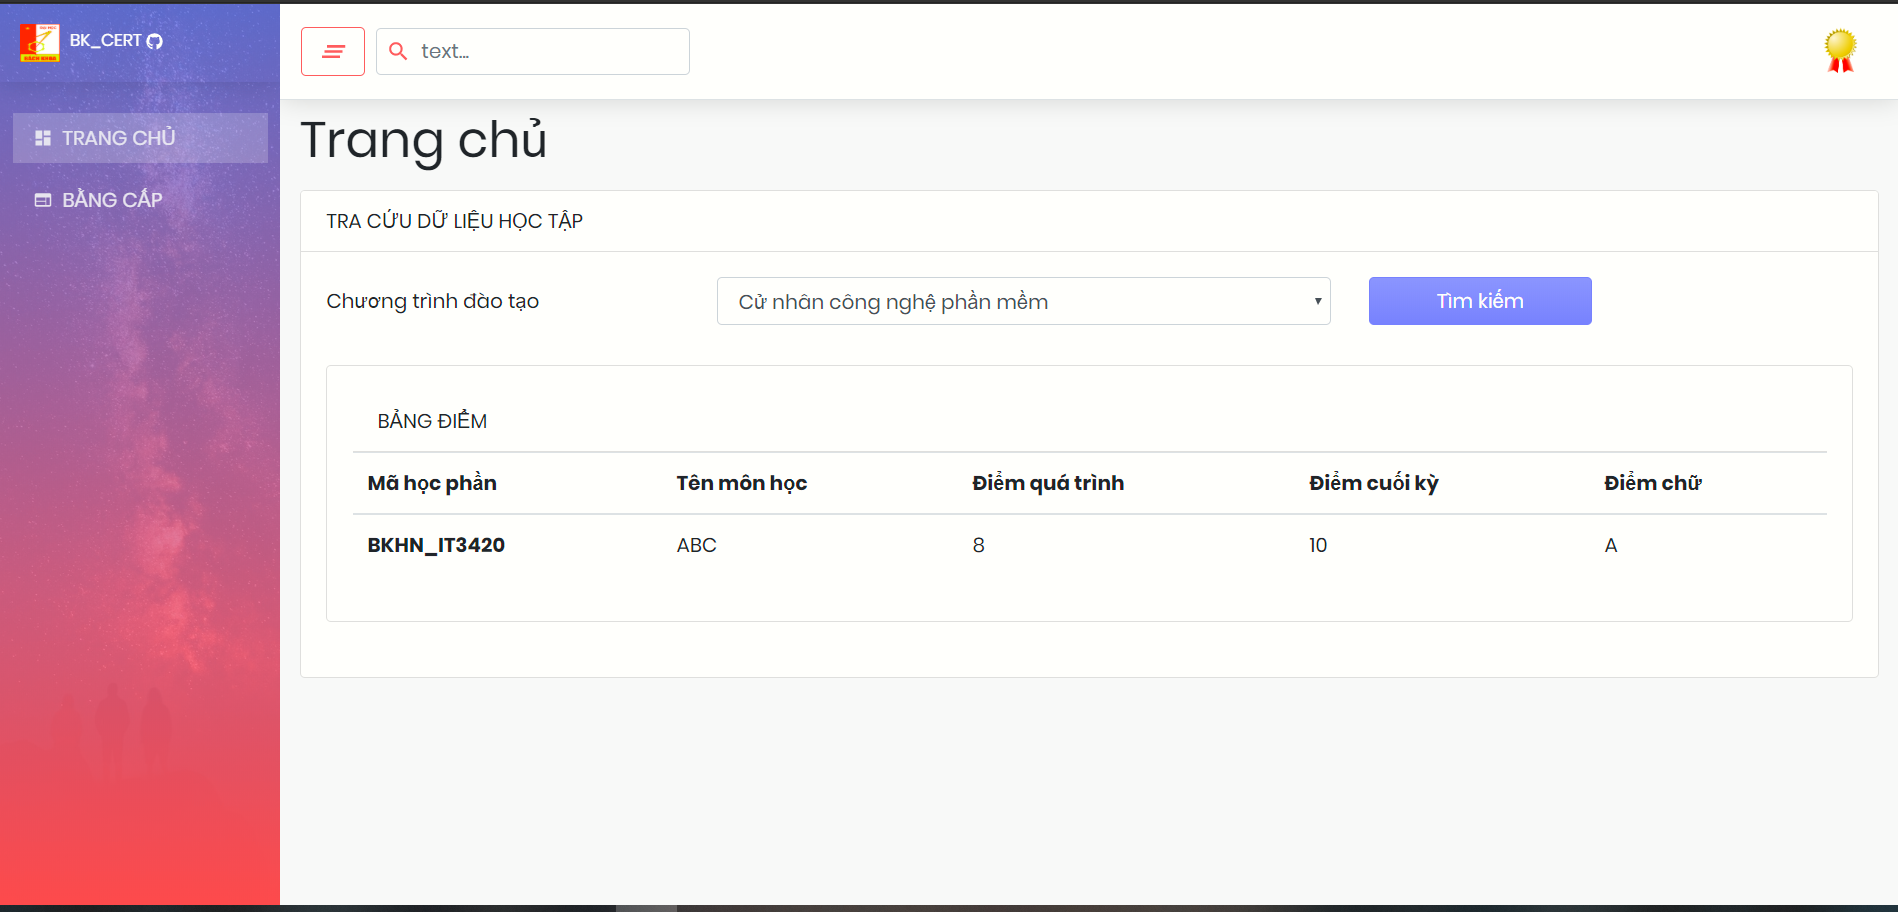 BK_CERT
text...
TRANG CHỦ
BẰNG CẤP
Trang chủ
TRA CỨU DỮ LIỆU HỌC TẬP
Chương trình đào tạo
Cử nhân công nghệ phần mềm
Tìm kiếm
BẢNG ĐIỂM
Mã học phần Tên môn học Điểm quá trình Điểm cuối kỳ Điểm chữ
BKHN_IT3420 ABC 8 10 A